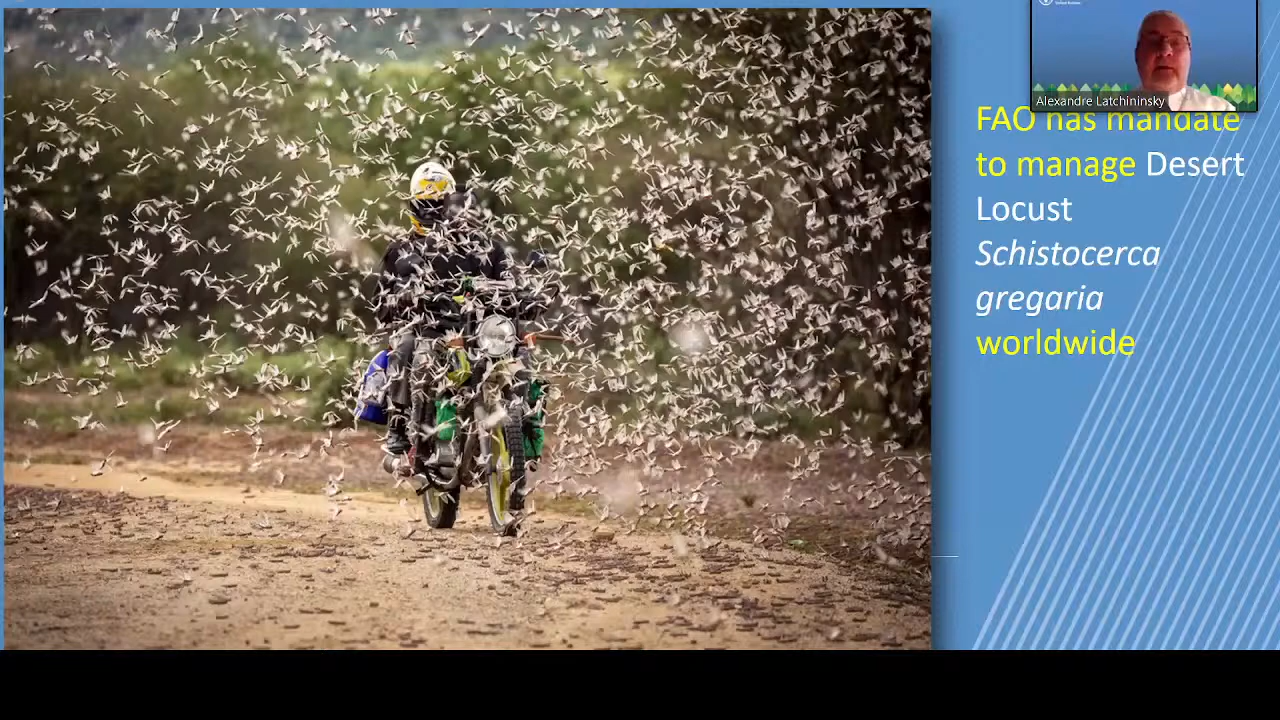 Alexandre Latchininsky
FAO has mandate
to manage Desert
Locust
Schistocerca
gregaria
worldwide